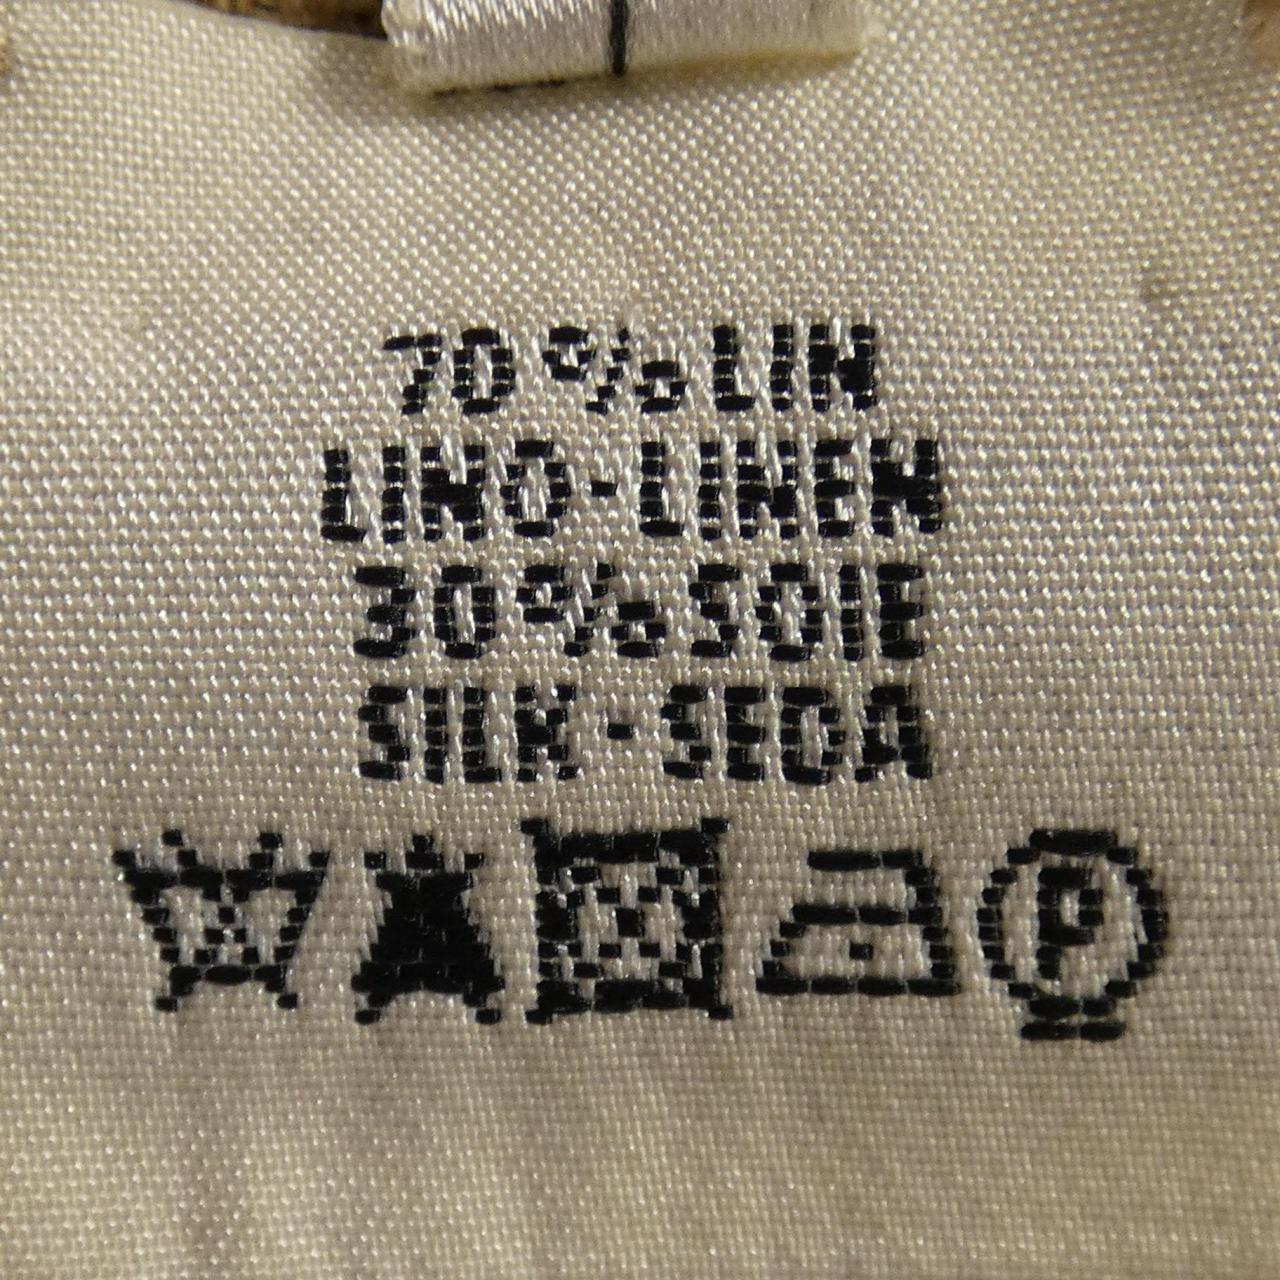 70% LIN
LINO-LINEN
30% SOIE
SILK-SEDA
P